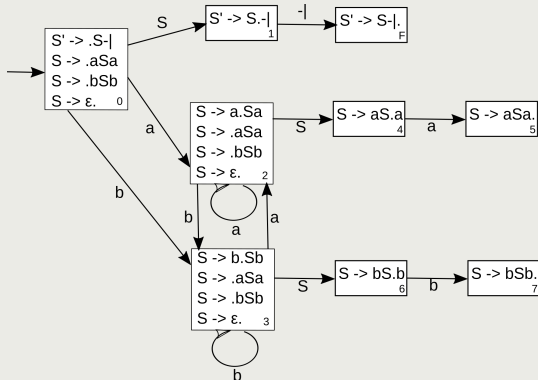 S' -> .S-|
S -> .aSa
S -> .bSb
S -> ε.
0
S
S' -> S.-|
1
-|
S' -> S-|.
F
a
b
S -> a.Sa
S -> .aSa
S -> .bSb
S -> ε.
2
S
S -> aS.a
4
a
S -> aSa.
5
a
b
a
S -> b.Sb
S -> .aSa
S -> .bSb
S -> ε.
3
S
S -> bS.b
6
b
S -> bSb.
7
b